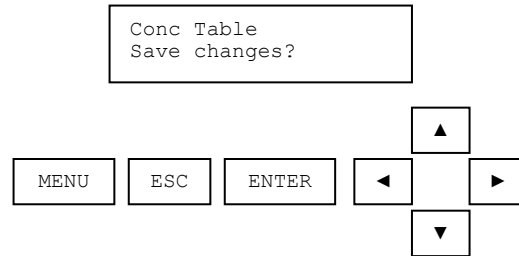 Conc Table
Save changes?
▲
MENU ESC ENTER ◄ ►
▼